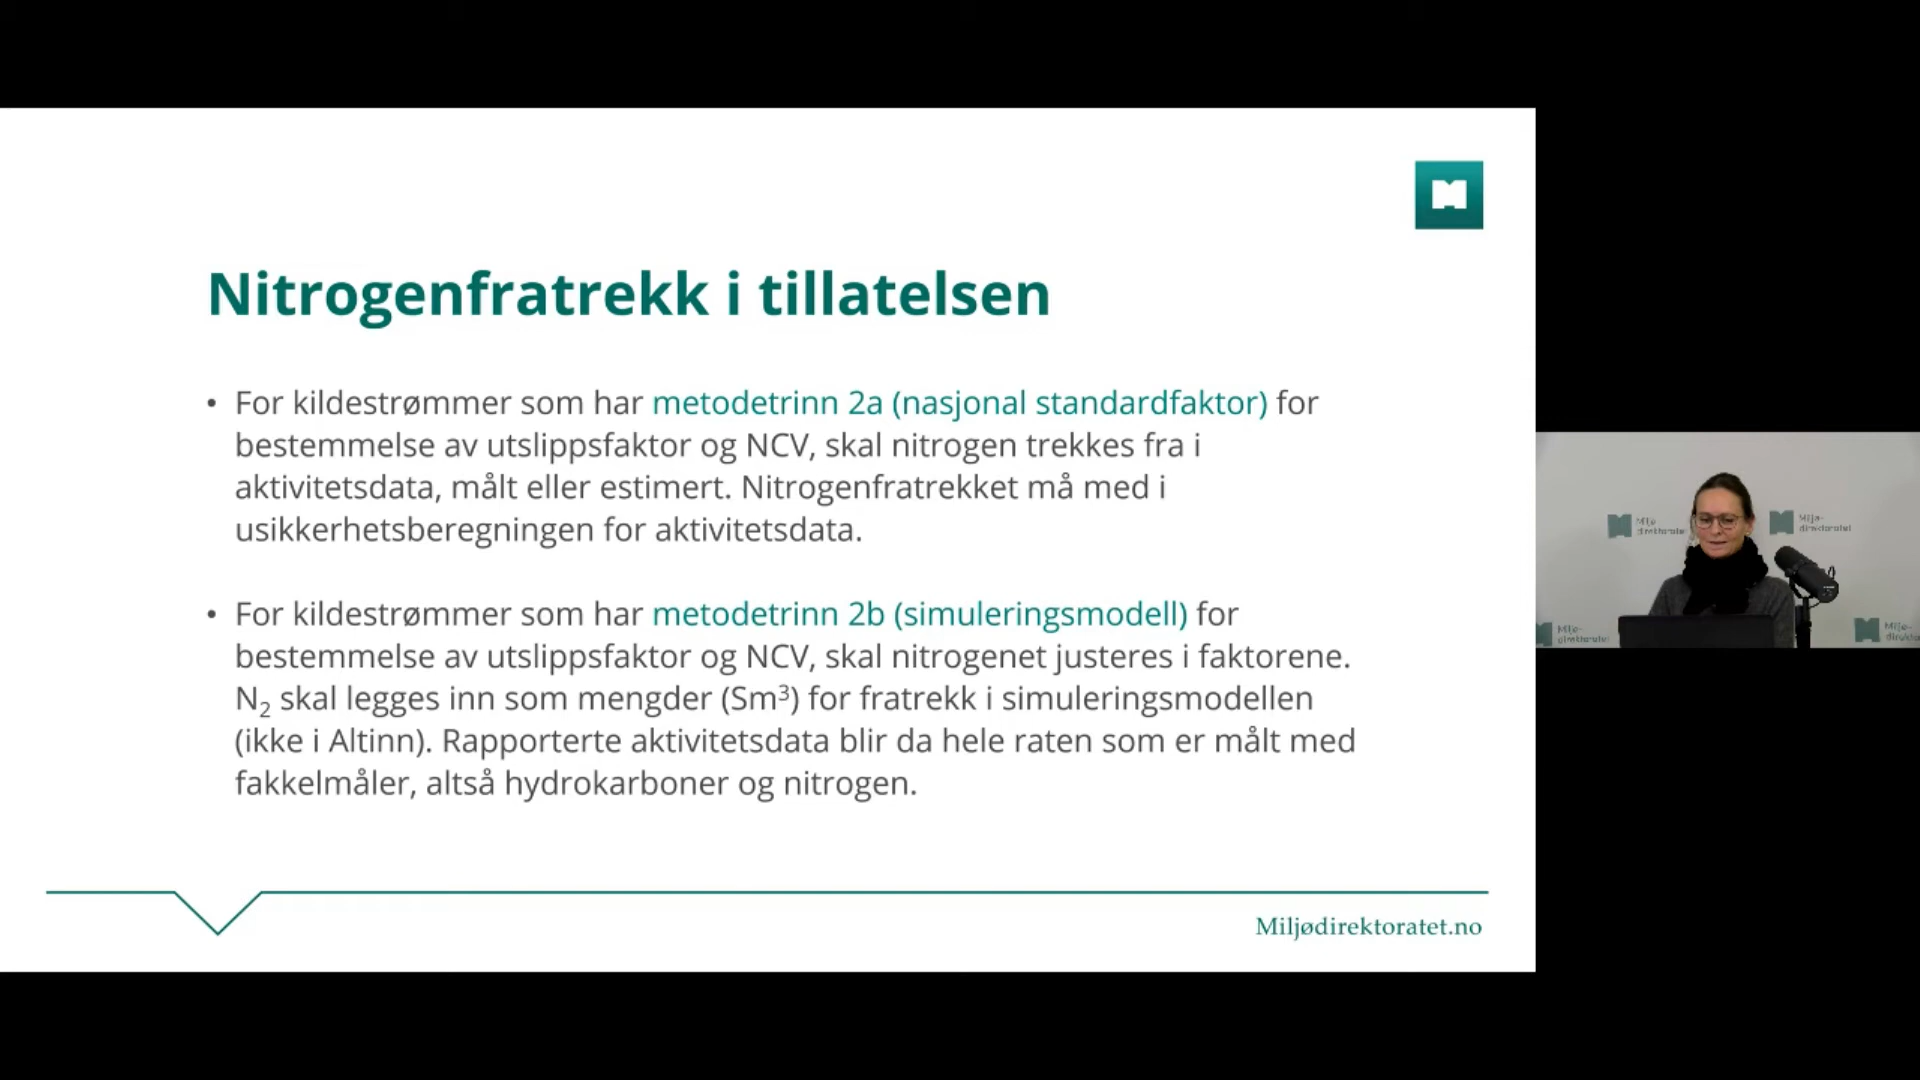 Nitrogenfratrekk i tillatelsen
• For kildestrømmer som har metodetrinn 2a (nasjonal standardfaktor) for
bestemmelse av utslippsfaktor og NCV, skal nitrogen trekkes fra i
aktivitetsdata, målt eller estimert. Nitrogenfratrekket må med i
usikkerhetsberegningen for aktivitetsdata.
• For kildestrømmer som har metodetrinn 2b (simuleringsmodell) for
bestemmelse av utslippsfaktor og NCV, skal nitrogenet justeres i faktorene.
N₂ skal legges inn som mengder (Sm³) for fratrekk i simuleringsmodellen
(ikke i Altinn). Rapporterte aktivitetsdata blir da hele raten som er målt med
fakkelmåler, altså hydrokarboner og nitrogen.
Miljødirektoratet.no
Miljø-
direktoratet
Miljø-
direktoratet